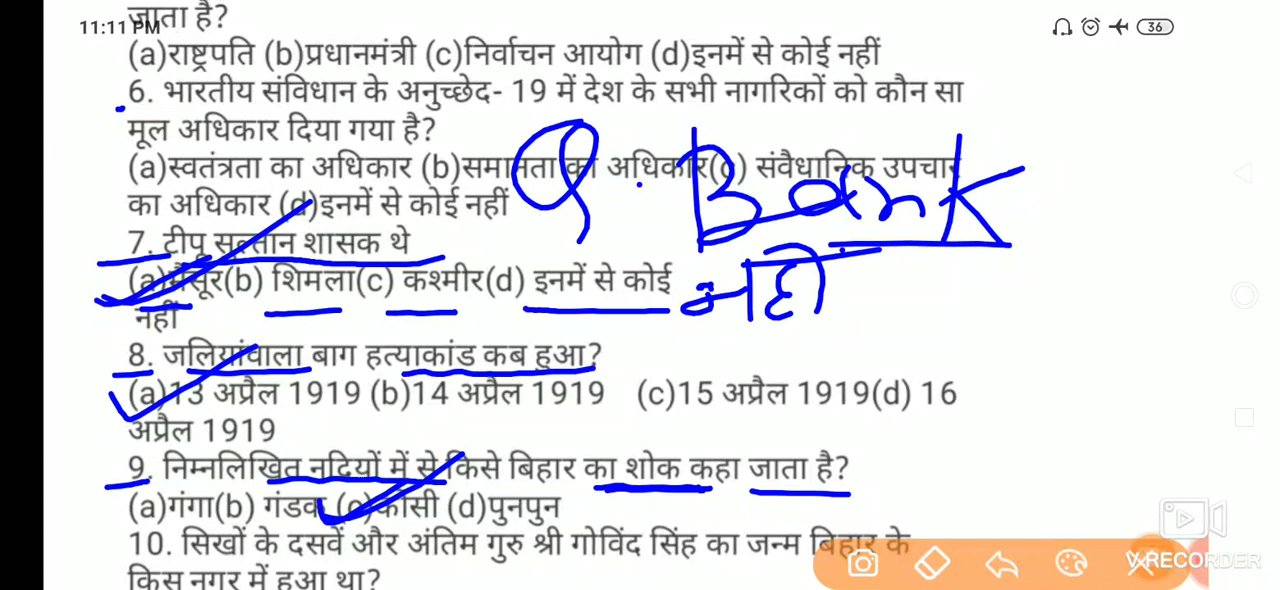 जाता है?
11:11 PM
36
(a)राष्ट्रपति (b)प्रधानमंत्री (c)निर्वाचन आयोग (d)इनमें से कोई नहीं
6. भारतीय संविधान के अनुच्छेद- 19 में देश के सभी नागरिकों को कौन सा
मूल अधिकार दिया गया है?
(a)स्वतंत्रता का अधिकार (b)समानता का अधिकार(c) संवैधानिक उपचार
का अधिकार (d)इनमें से कोई नहीं
Q. Bank
7. टीपू सुल्तान शासक थे
(a)मैसूर(b) शिमला(c) कश्मीर(d) इनमें से कोई
नहीं
8. जलियांवाला बाग हत्याकांड कब हुआ?
(a)13 अप्रैल 1919 (b)14 अप्रैल 1919 (c)15 अप्रैल 1919(d) 16
अप्रैल 1919
9. निम्नलिखित नदियों में से किसे बिहार का शोक कहा जाता है?
(a)गंगा(b) गंडक (c)कोसी (d)पुनपुन
10. सिखों के दसवें और अंतिम गुरु श्री गोविंद सिंह का जन्म बिहार के
किस नगर में हुआ था?
VRECORDER